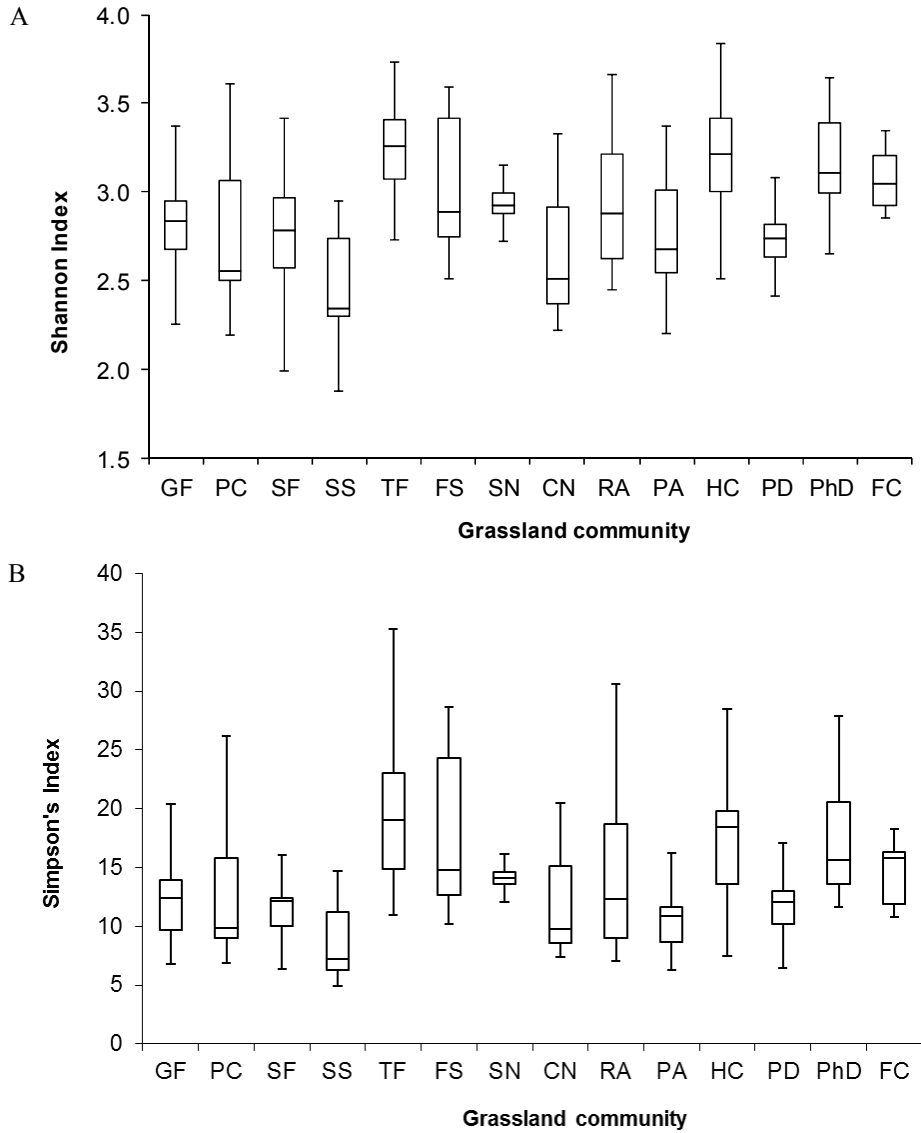 A
4.0
3.5
3.0
2.5
2.0
1.5
Shannon Index
GF PC SF SS TF FS SN CN RA PA HC PD PhD FC
Grassland community
B
40
35
30
25
20
15
10
5
0
Simpson's Index
GF PC SF SS TF FS SN CN RA PA HC PD PhD FC
Grassland community